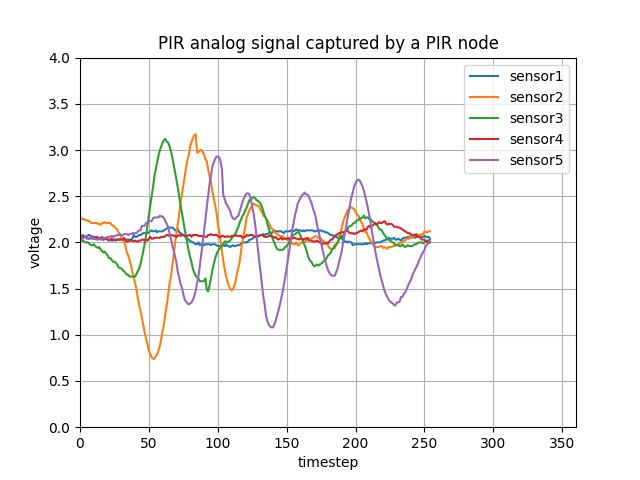 PIR analog signal captured by a PIR node
4.0
3.5
3.0
2.5
2.0
1.5
1.0
0.5
0.0
voltage
0 50 100 150 200 250 300 350
timestep
sensor1
sensor2
sensor3
sensor4
sensor5